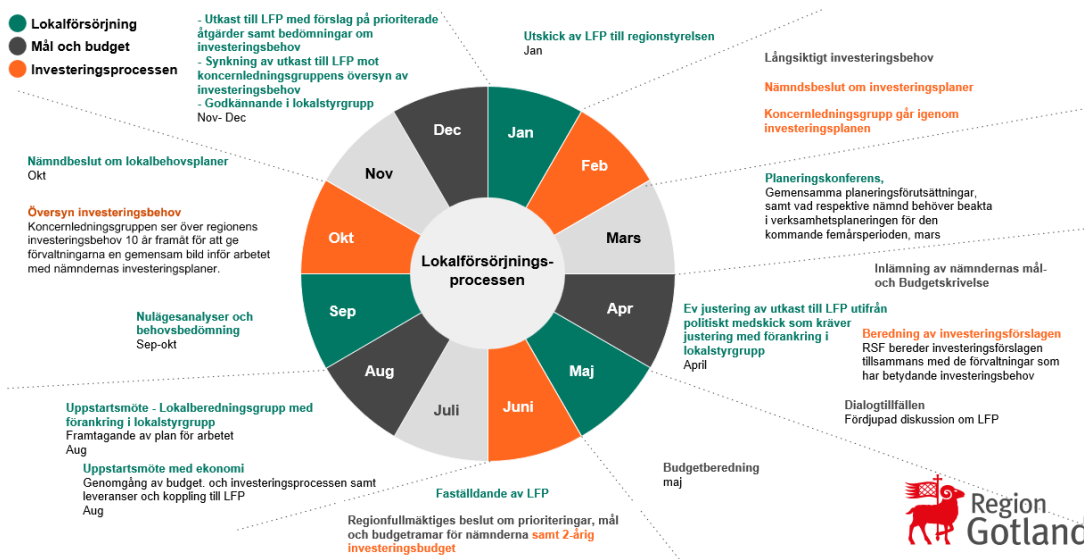 Lokalförsörjning
Mål och budget
Investeringsprocessen
- Utkast till LFP med förslag på prioriterade
åtgärder samt bedömningar om
investeringsbehov
- Synkning av utkast till LFP mot
koncernledningsgruppens översyn av
investeringsbehov
- Godkännande i lokalstyrgrupp
Nov- Dec
Utskick av LFP till regionstyrelsen
Jan
Långsiktigt investeringsbehov
Nämndsbeslut om investeringsplaner
Koncernledningsgrupp går igenom
investeringsplanen
Planeringskonferens,
Gemensamma planeringsförutsättningar,
samt vad respektive nämnd behöver beakta
i verksamhetsplaneringen för den
kommande femårsperioden, mars
Inlämning av nämndernas mål-
och Budgetskrivelse
Ev justering av utkast till LFP utifrån
politiskt medskick som kräver
justering med förankring i
lokalstyrgrupp
April
Beredning av investeringsförslagen
RSF bereder investeringsförslagen
tillsammans med de förvaltningar som
har betydande investeringsbehov
Dialogtillfällen
Fördjupad diskussion om LFP
Budgetberedning
maj
Fastställdande av LFP
Regionfullmäktiges beslut om prioriteringar, mål
och budgetramar för nämnderna samt 2-årig
investeringsbudget
Uppstartsmöte - Lokalberedningsgrupp med
förankring i lokalstyrgrupp
Framtagande av plan för arbetet
Aug
Uppstartsmöte med ekonomi
Genomgång av budget. och investeringsprocessen samt
leveranser och koppling till LFP
Aug
Nulägesanalyser och
behovsbedömning
Sep-okt
Nämndbeslut om lokalbehovsplaner
Okt
Översyn investeringsbehov
Koncernledningsgruppen ser över regionens
investeringsbehov 10 år framåt för att ge
förvaltningarna en gemensam bild inför arbetet
med nämndernas investeringsplaner.
Jan
Feb
Mars
Apr
Maj
Juni
Juli
Aug
Sep
Okt
Nov
Dec
Lokalförsörjnings-
processen
Region
Gotland